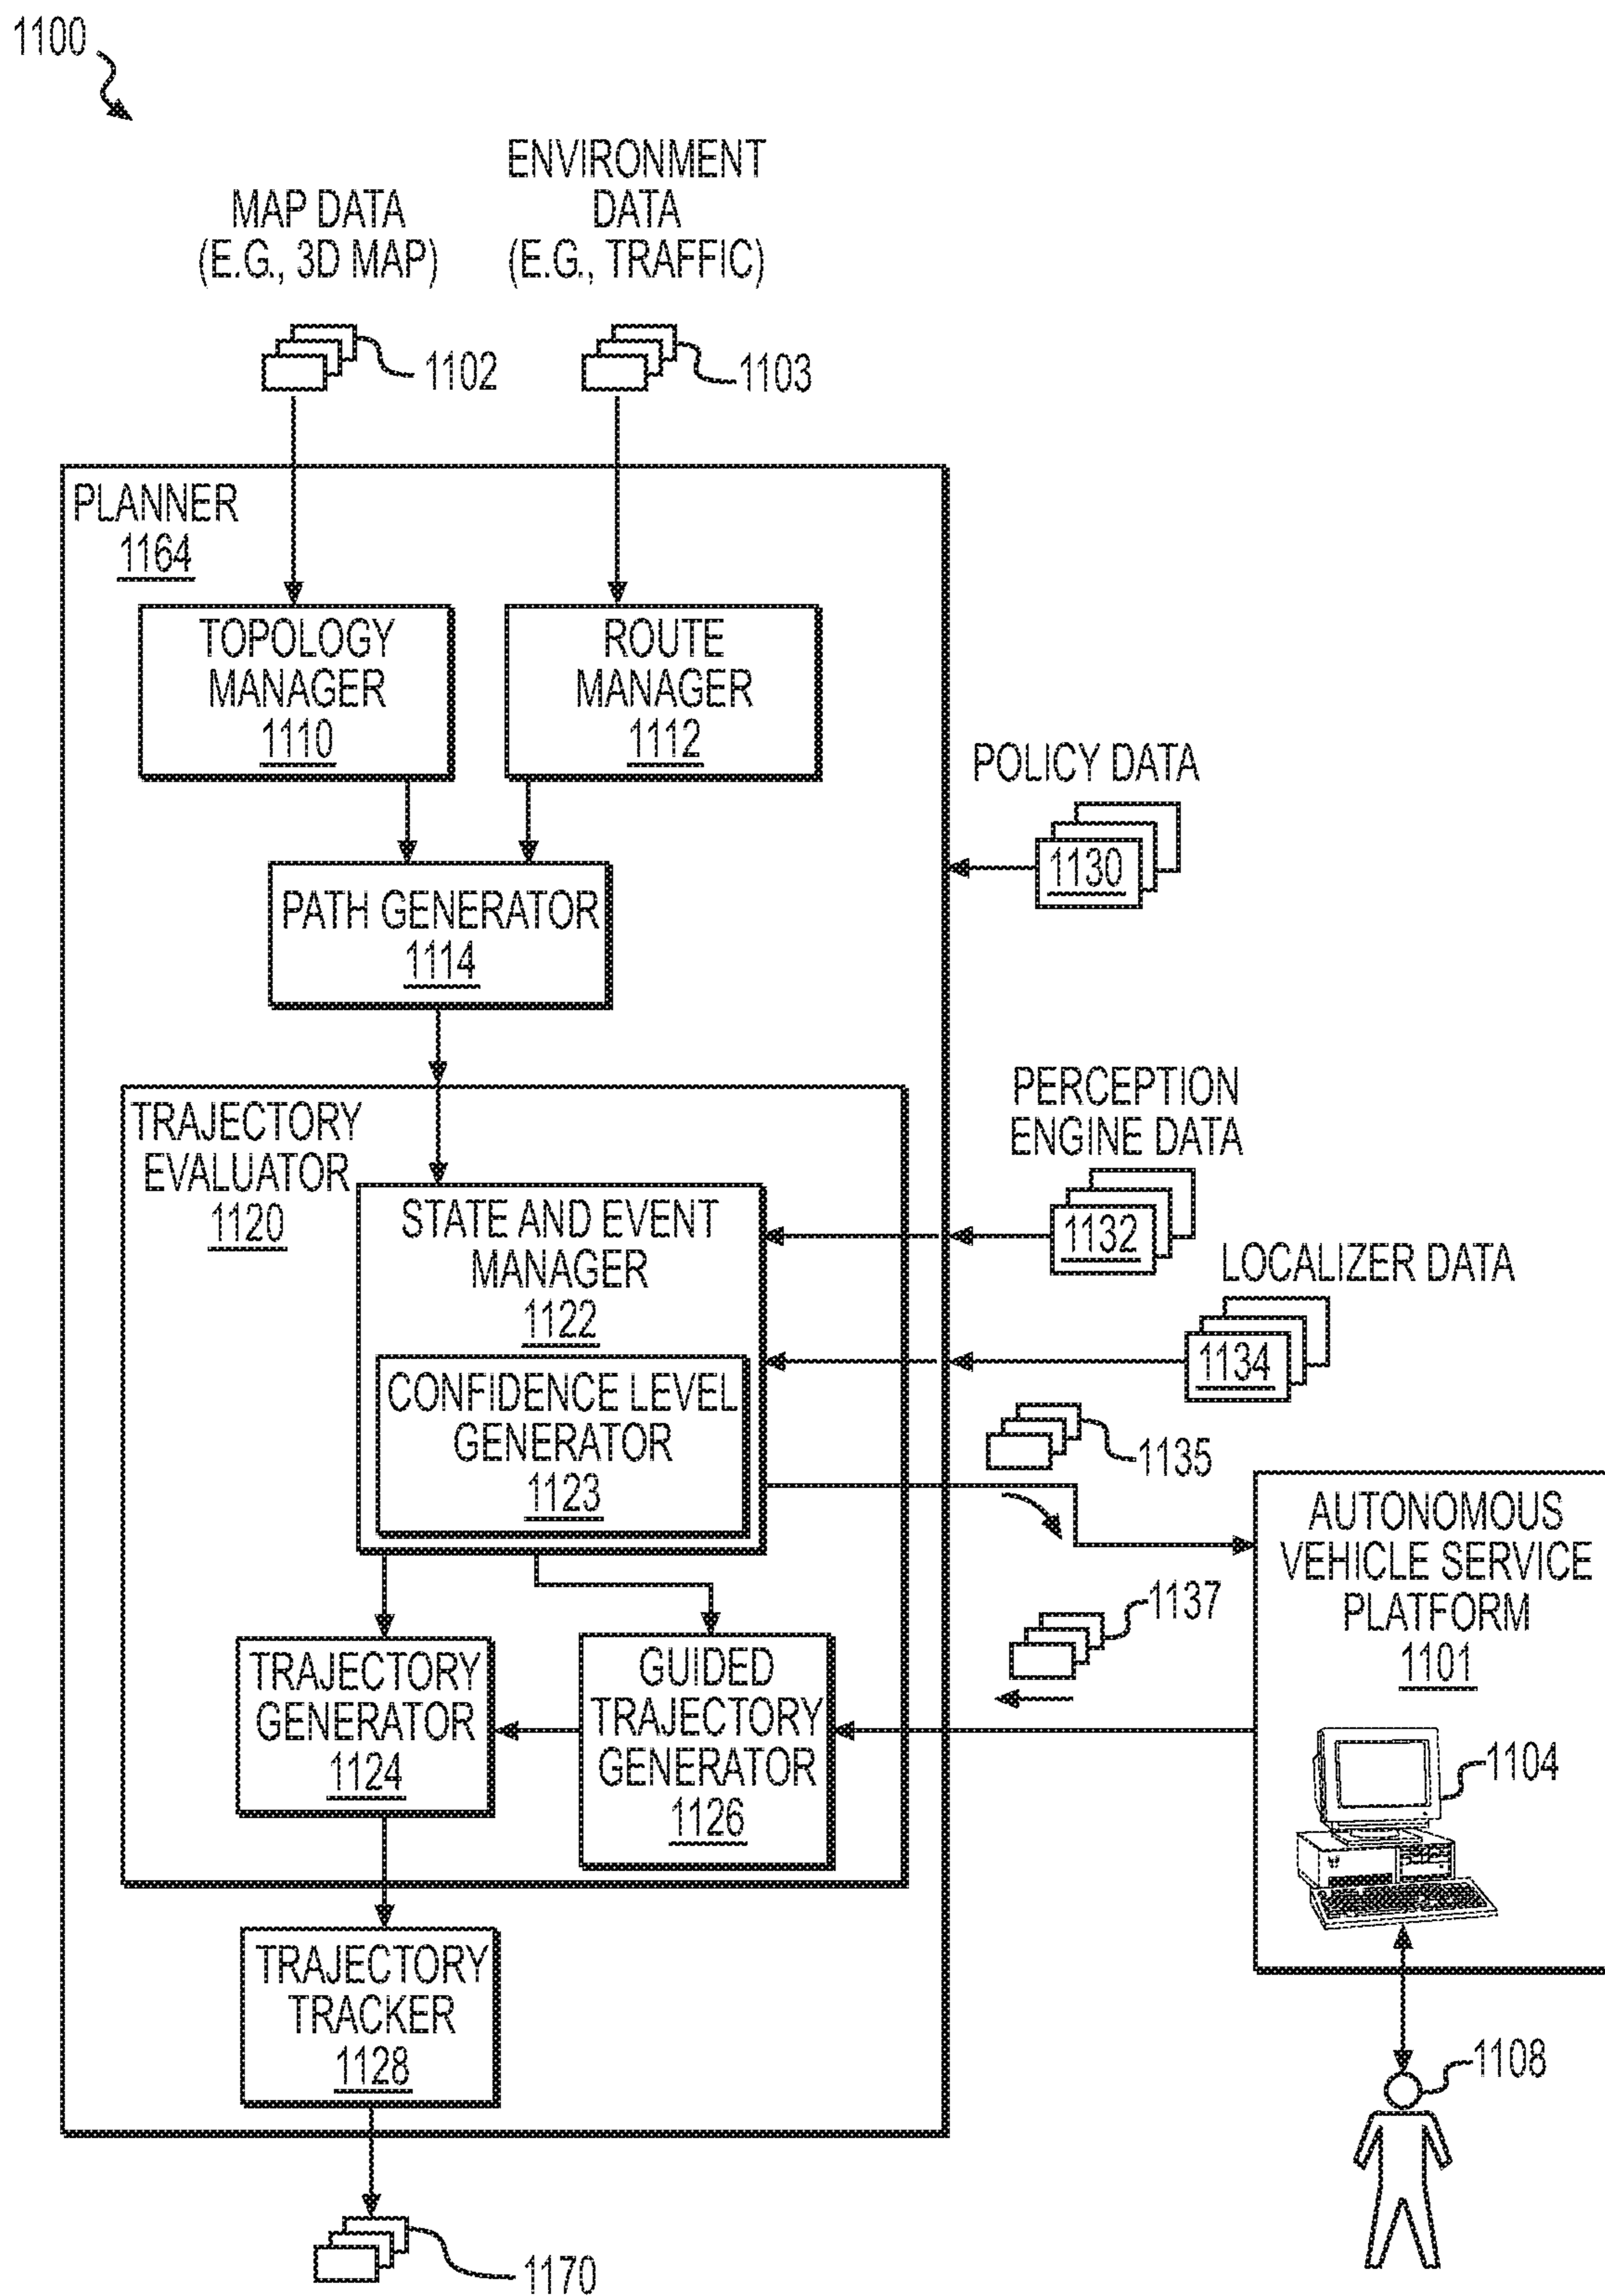 1100
MAP DATA
(E.G., 3D MAP)
ENVIRONMENT
DATA
(E.G., TRAFFIC)
1102
1103
PLANNER
1164
TOPOLOGY
MANAGER
1110
ROUTE
MANAGER
1112
POLICY DATA
1130
PATH GENERATOR
1114
TRAJECTORY
EVALUATOR
1120
PERCEPTION
ENGINE DATA
1132
STATE AND EVENT
MANAGER
1122
LOCALIZER DATA
1134
CONFIDENCE LEVEL
GENERATOR
1123
1135
AUTONOMOUS
VEHICLE SERVICE
PLATFORM
1101
1137
TRAJECTORY
GENERATOR
1124
GUIDED
TRAJECTORY
GENERATOR
1126
1104
TRAJECTORY
TRACKER
1128
1108
1170